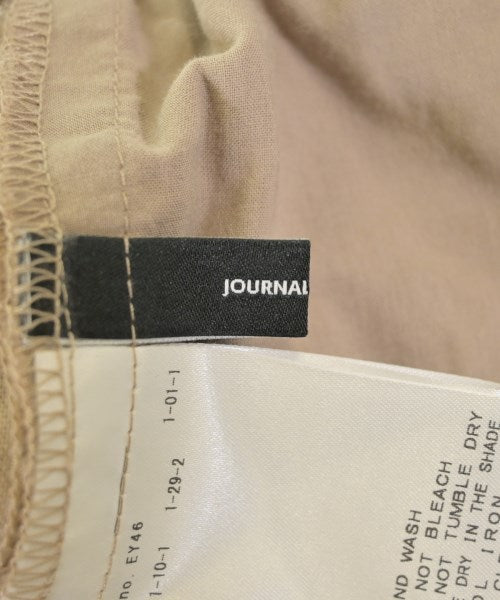 JOURNAL
no. EY46
1-10-1 1-29-2 1-01-1
WASH
NOT BLEACH
NOT TUMBLE DRY
DRY IN THE SHADE
IRON